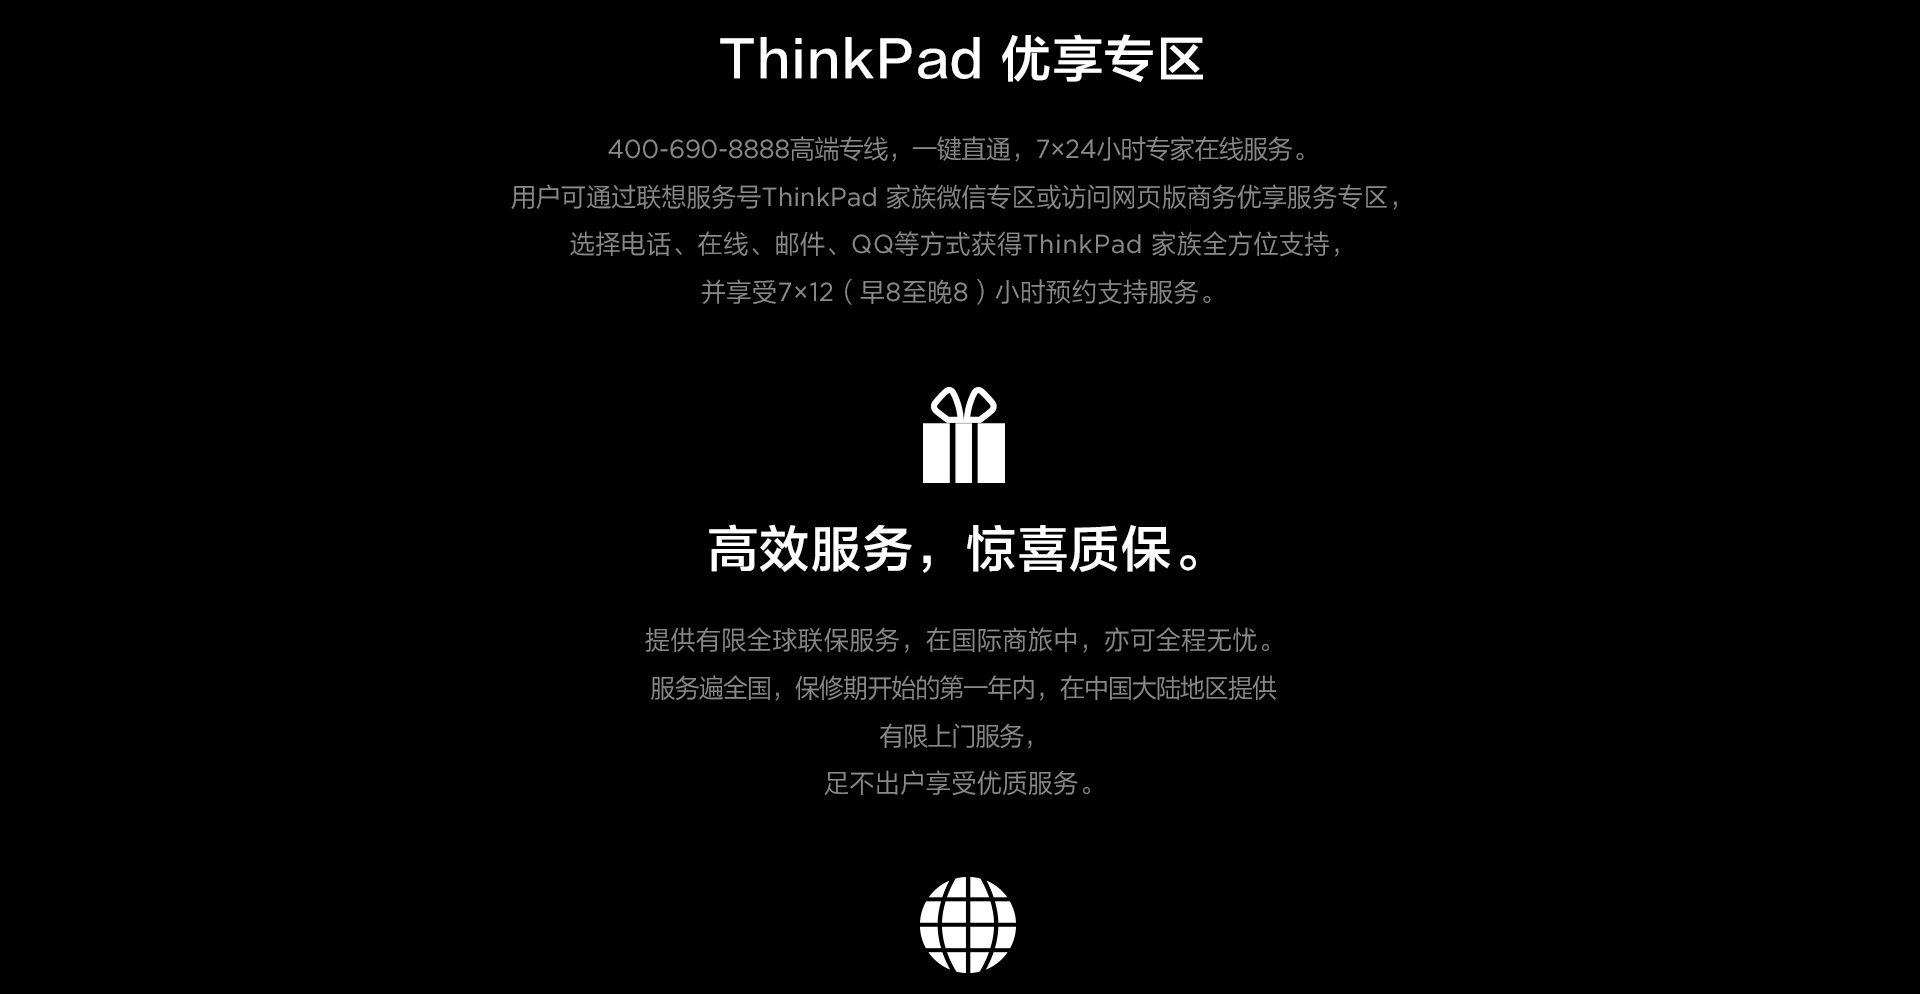 ThinkPad 优享专区
400-690-8888高端专线，一键直通，7×24小时专家在线服务。
用户可通过联想服务号ThinkPad 家族微信专区或访问网页版商务优享服务专区，
选择电话、在线、邮件、QQ等方式获得ThinkPad 家族全方位支持，
并享受7×12（早8至晚8）小时预约支持服务。
高效服务，惊喜质保。
提供有限全球联保服务，在国际商旅中，亦可全程无忧。
服务遍全国，保修期开始的第一年内，在中国大陆地区提供
有限上门服务，
足不出户享受优质服务。